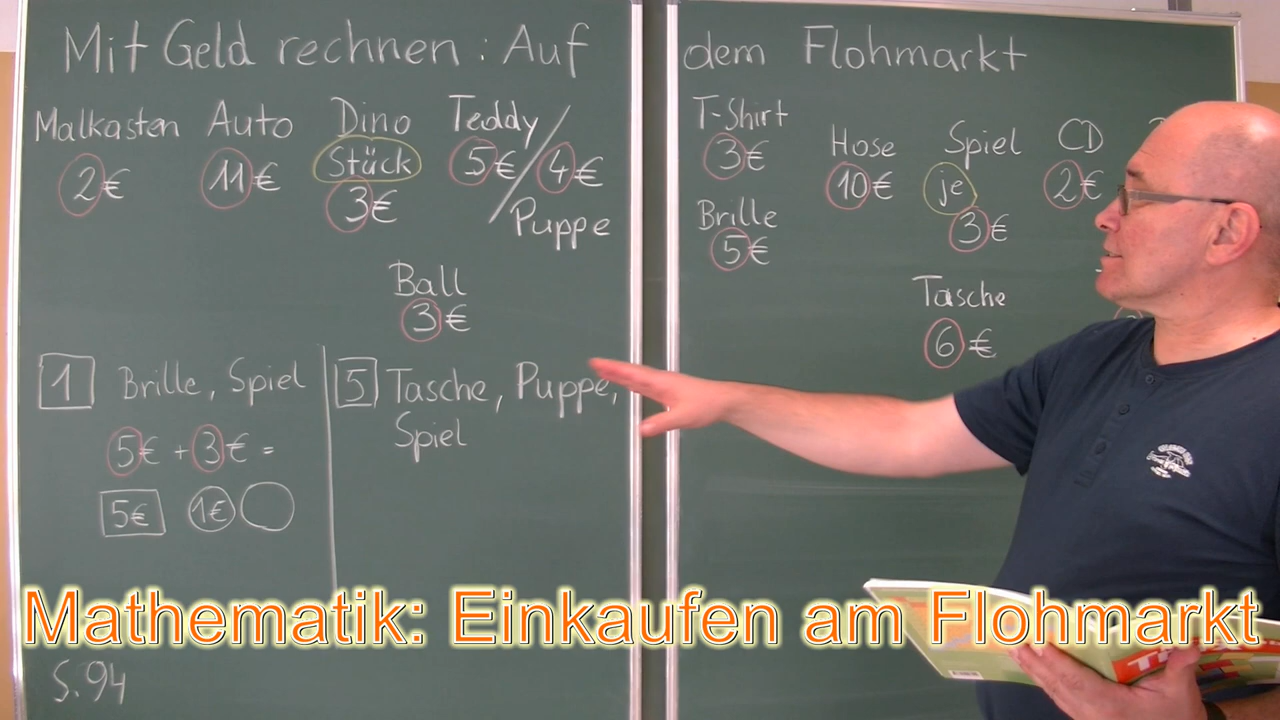 Mit Geld rechnen: Auf dem Flohmarkt
Malkasten
2€
Auto
11€
Dino
Stück
3€
Teddy
5€
4€
Puppe
Ball
3€
T-Shirt
3€
Brille
5€
Hose
10€
Spiel
je
3€
CD
2€
Tasche
6€
1 Brille, Spiel
5€ + 3€ =
5€ 1€
5 Tasche, Puppe,
Spiel
Mathematik: Einkaufen am Flohmarkt
S. 94